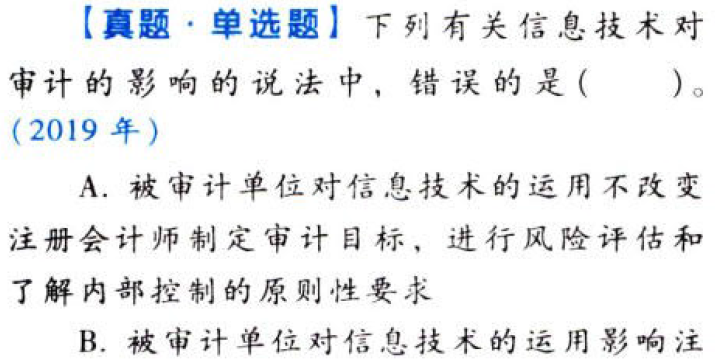 【真题·单选题】下列有关信息技术对
审计的影响的说法中，错误的是(    )。
(2019 年)
A. 被审计单位对信息技术的运用不改变
注册会计师制定审计目标、进行风险评估和
了解内部控制的原则性要求
B. 被审计单位对信息技术的运用影响注